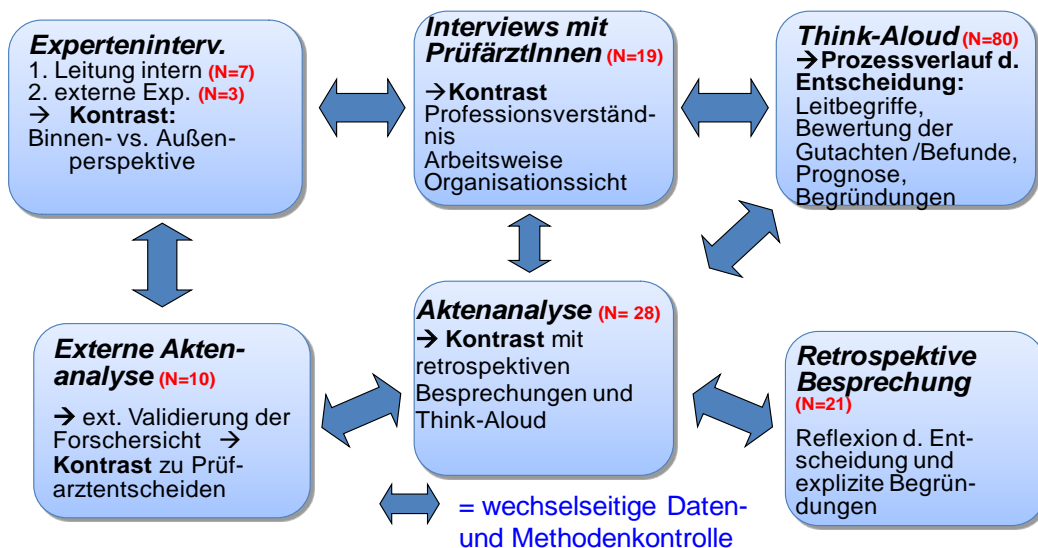 Experteninterv.
1. Leitung intern (N=7)
2. externe Exp. (N=3)
→ Kontrast:
Binnen- vs. Außen-
perspektive
Interviews mit
PrüfärztInnen (N=19)
→Kontrast
Professionsverständ-
nis
Arbeitsweise
Organisationssicht
Think-Aloud (N=80)
→Prozessverlauf d.
Entscheidung:
Leitbegriffe,
Bewertung der
Gutachten /Befunde,
Prognose,
Begründungen
Externe Akten-
analyse (N=10)
→ ext. Validierung der
Forschersicht →
Kontrast zu Prüf-
arztentscheiden
Aktenanalyse (N= 28)
→ Kontrast mit
retrospektiven
Besprechungen und
Think-Aloud
Retrospektive
Besprechung
(N=21)
Reflexion d. Ent-
scheidung und
explizite Begrün-
dungen
= wechselseitige Daten-
und Methodenkontrolle